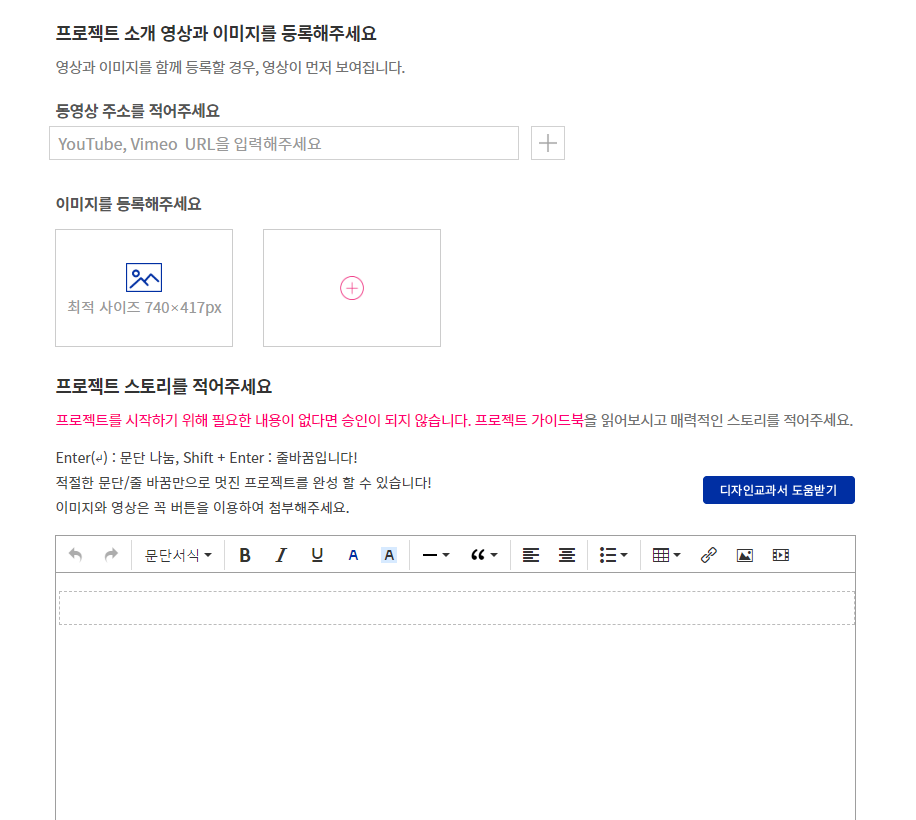 프로젝트 소개 영상과 이미지를 등록해주세요
영상과 이미지를 함께 등록할 경우, 영상이 먼저 보여집니다.
동영상 주소를 적어주세요
YouTube, Vimeo URL을 입력해주세요
이미지를 등록해주세요
최적 사이즈 740×417px
프로젝트 스토리를 적어주세요
프로젝트를 시작하기 위해 필요한 내용이 없다면 승인이 되지 않습니다. 프로젝트 가이드북을 읽어보시고 매력적인 스토리를 적어주세요.
Enter(↲) : 문단 나눔, Shift + Enter : 줄바꿈입니다!
적절한 문단/줄 바꿈만으로 멋진 프로젝트를 완성 할 수 있습니다!
이미지와 영상은 꼭 버튼을 이용하여 첨부해주세요.
디자인교과서 도움받기
문단서식 B I U A A